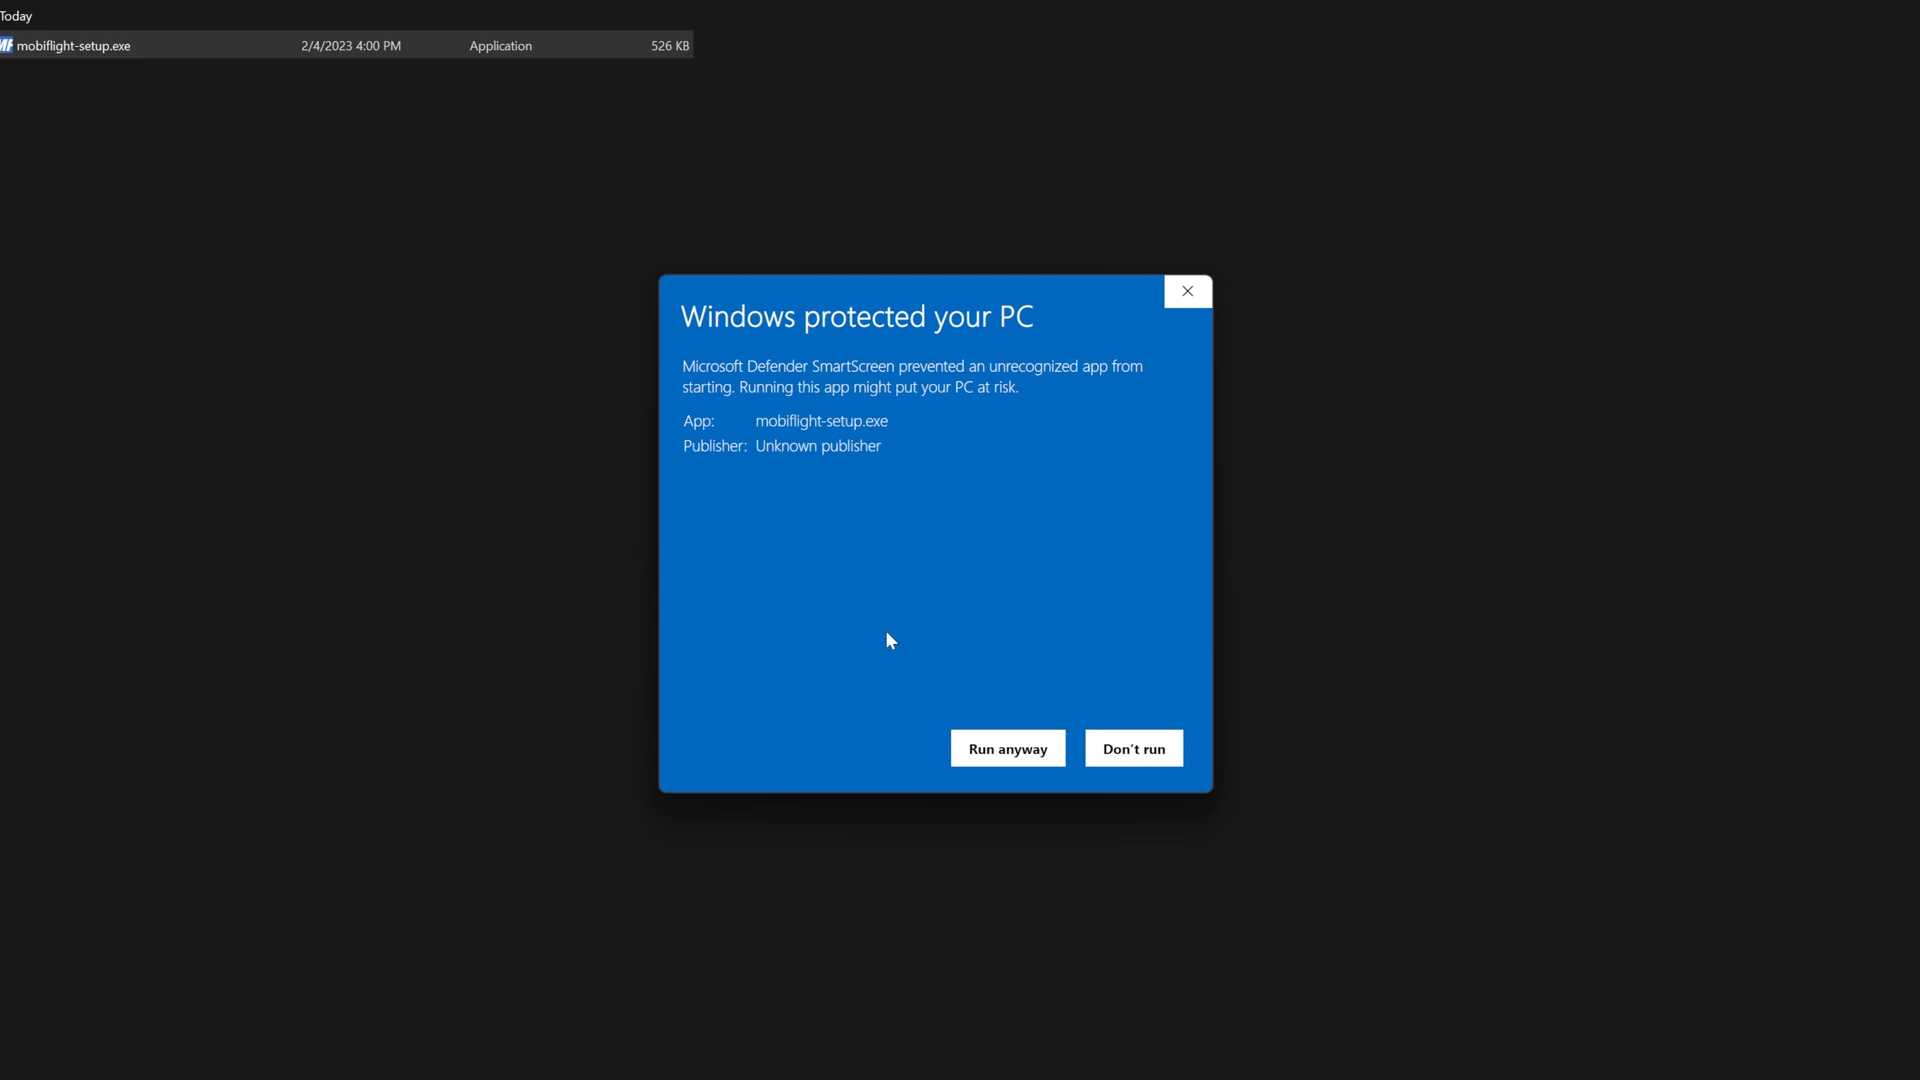 Today
MF mobiflight-setup.exe 2/4/2023 4:00 PM Application 526 KB
Windows protected your PC
Microsoft Defender SmartScreen prevented an unrecognized app from
starting. Running this app might put your PC at risk.
App: mobiflight-setup.exe
Publisher: Unknown publisher
Run anyway Don't run